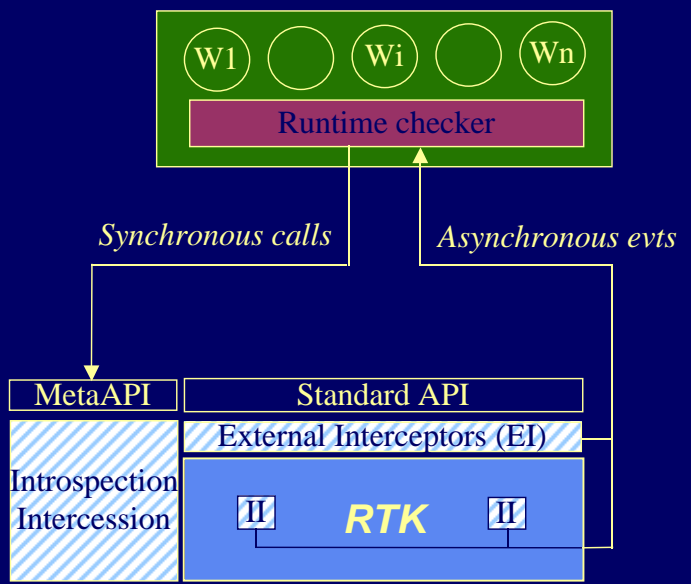 W1
Wi
Wn
Runtime checker
Synchronous calls
Asynchronous evts
MetaAPI
Standard API
External Interceptors (EI)
Introspection
Intercession
II
RTK
II